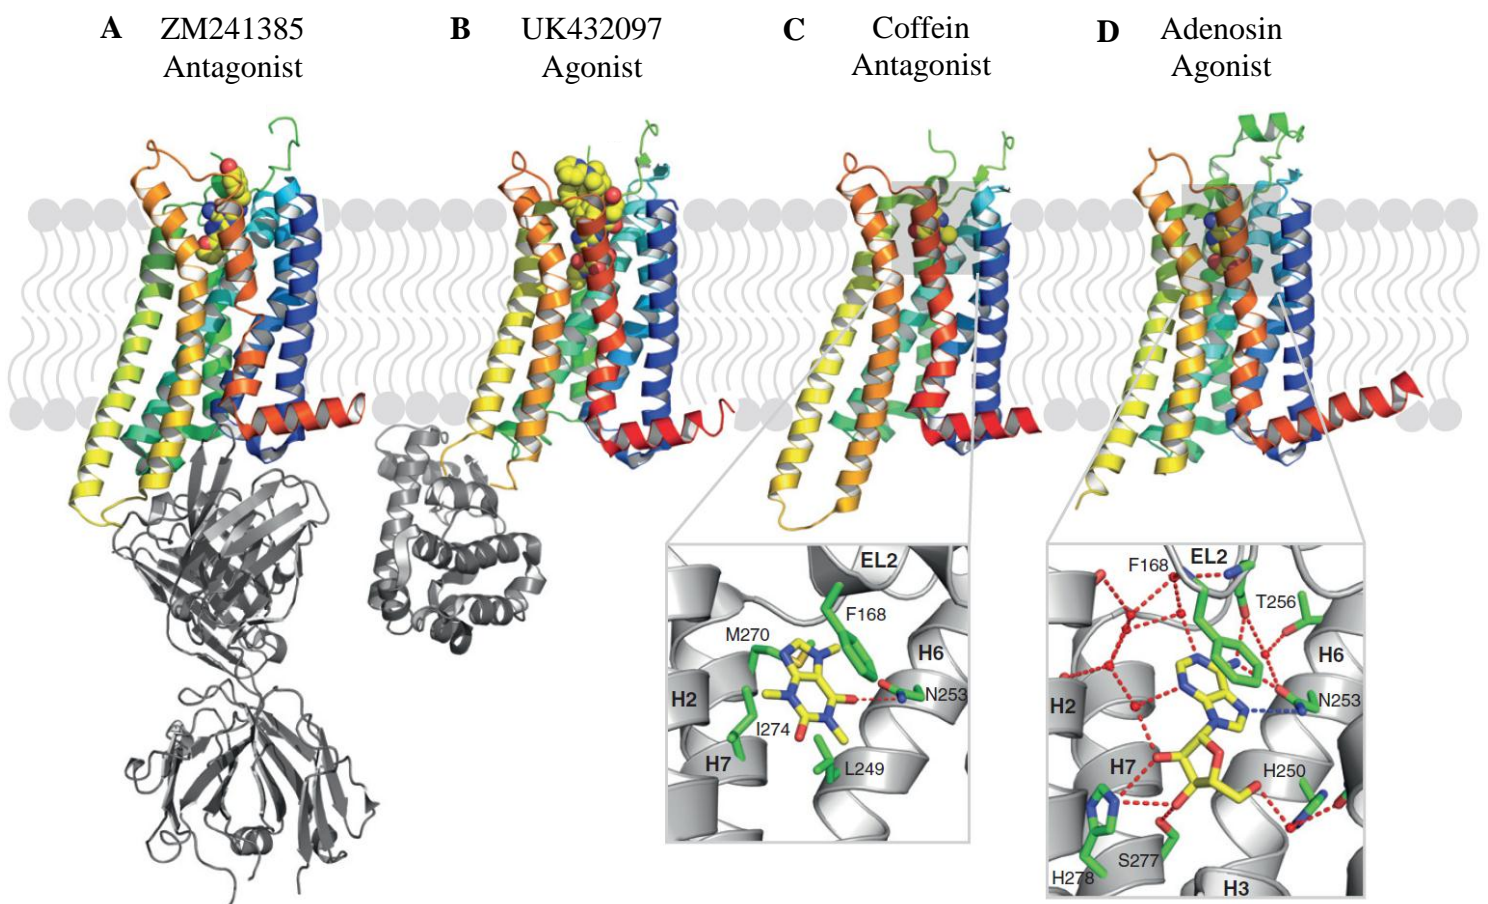 A ZM241385
Antagonist
B UK432097
Agonist
C Coffein
Antagonist
D Adenosin
Agonist
EL2
F168
M270
H6
H2
N253
I274
H7
L249
F168
EL2
T256
H6
H2
N253
H7
H250
S277
H278
H3